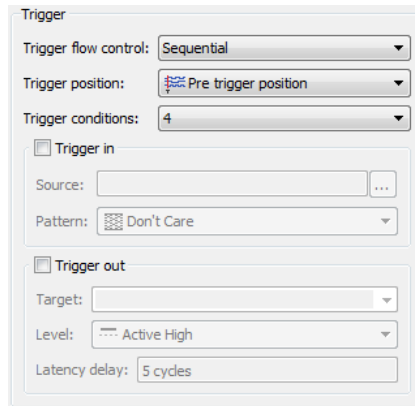 Trigger
Trigger flow control: Sequential
Trigger position: Pre trigger position
Trigger conditions: 4
Trigger in
Source: ...
Pattern: Don't Care
Trigger out
Target:
Level: Active High
Latency delay: 5 cycles